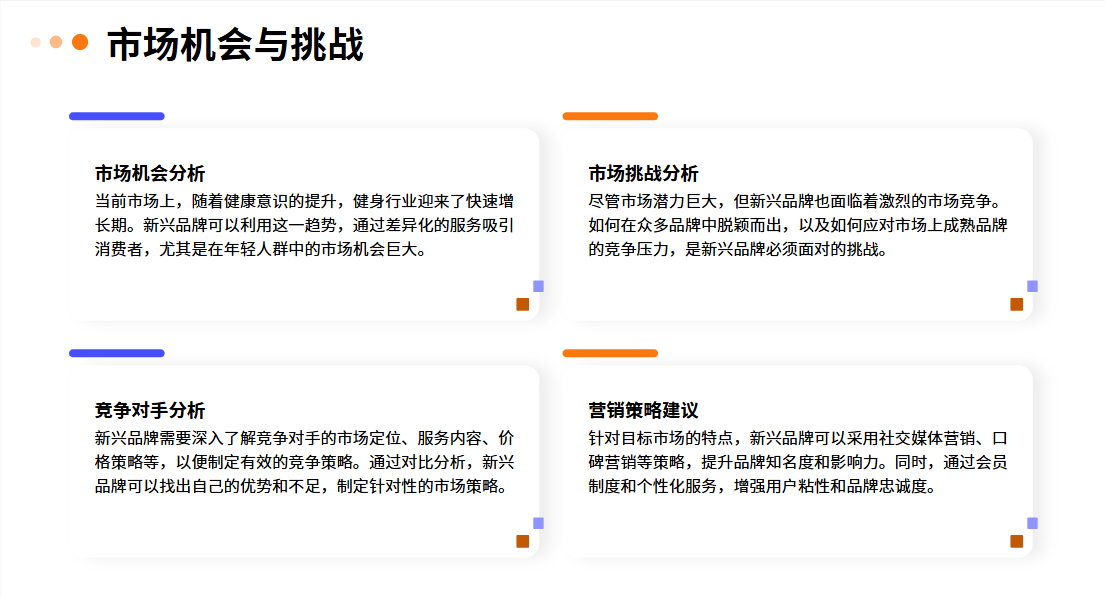 市场机会与挑战
市场机会分析
当前市场上，随着健康意识的提升，健身行业迎来了快速增
长期。新兴品牌可以利用这一趋势，通过差异化的服务吸引
消费者，尤其是在年轻人群中的市场机会巨大。
市场挑战分析
尽管市场潜力巨大，但新兴品牌也面临着激烈的市场竞争。
如何在众多品牌中脱颖而出，以及如何应对市场上成熟品牌
的竞争压力，是新兴品牌必须面对的挑战。
竞争对手分析
新兴品牌需要深入了解竞争对手的市场定位、服务内容、价
格策略等，以便制定有效的竞争策略。通过对比分析，新兴
品牌可以找出自己的优势和不足，制定针对性的市场策略。
营销策略建议
针对目标市场的特点，新兴品牌可以采用社交媒体营销、口
碑营销等策略，提升品牌知名度和影响力。同时，通过会员
制度和个性化服务，增强用户粘性和品牌忠诚度。